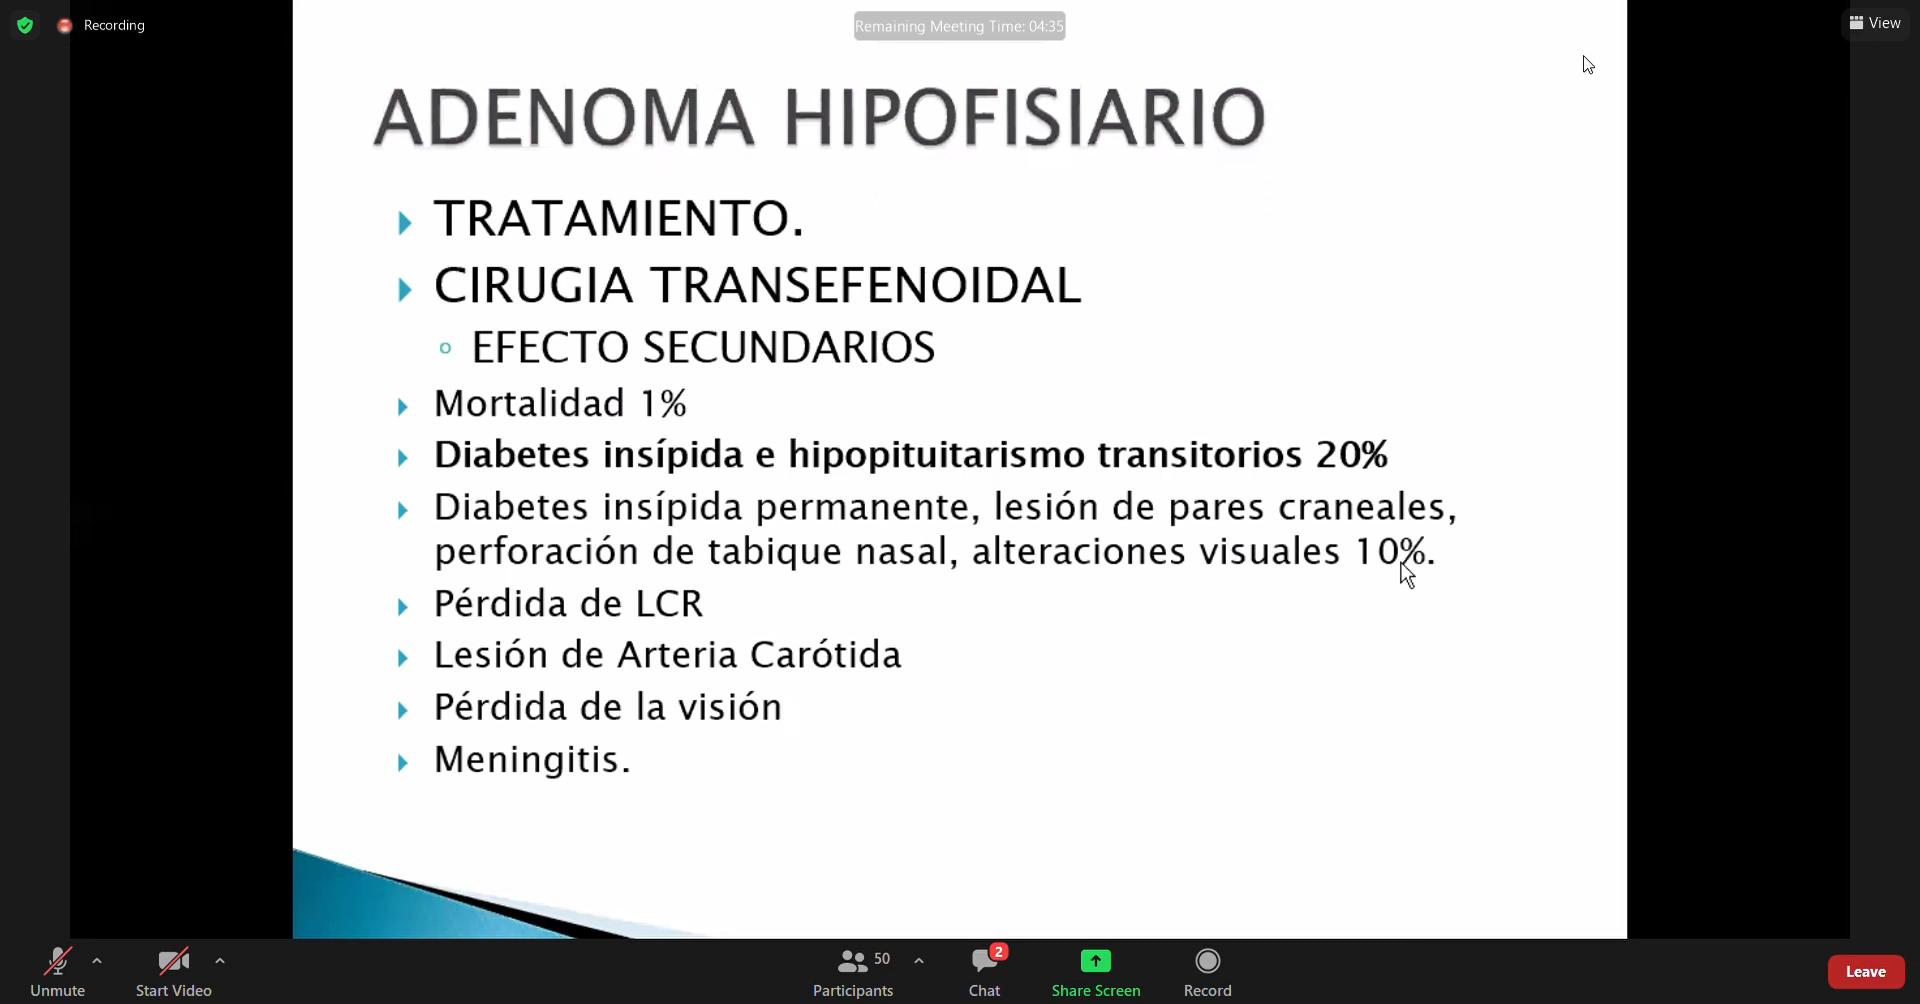 Recording
Remaining Meeting Time: 04:35
View
ADENOMA HIPOFISIARIO
TRATAMIENTO.
CIRUGIA TRANSEFENOIDAL
EFECTO SECUNDARIOS
Mortalidad 1%
Diabetes insípida e hipopituitarismo transitorios 20%
Diabetes insípida permanente, lesión de pares craneales,
perforación de tabique nasal, alteraciones visuales 10%.
Pérdida de LCR
Lesión de Arteria Carótida
Pérdida de la visión
Meningitis.
50
2
Unmute
Start Video
Participants
Chat
Share Screen
Record
Leave